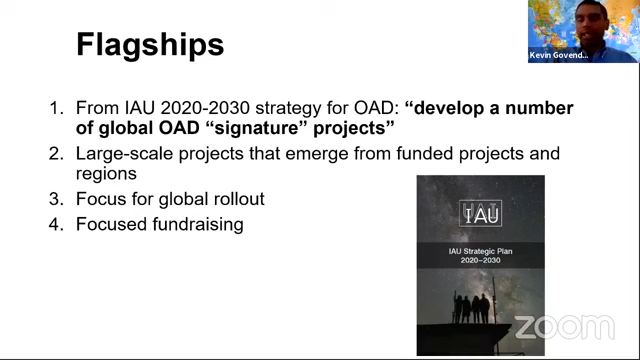 Flagships
1. From IAU 2020-2030 strategy for OAD: “develop a number
of global OAD “signature” projects”
2. Large-scale projects that emerge from funded projects and
regions
3. Focus for global rollout
4. Focused fundraising
Kevin Govend...
IAU
IAU Strategic Plan
2020–2030
zoom